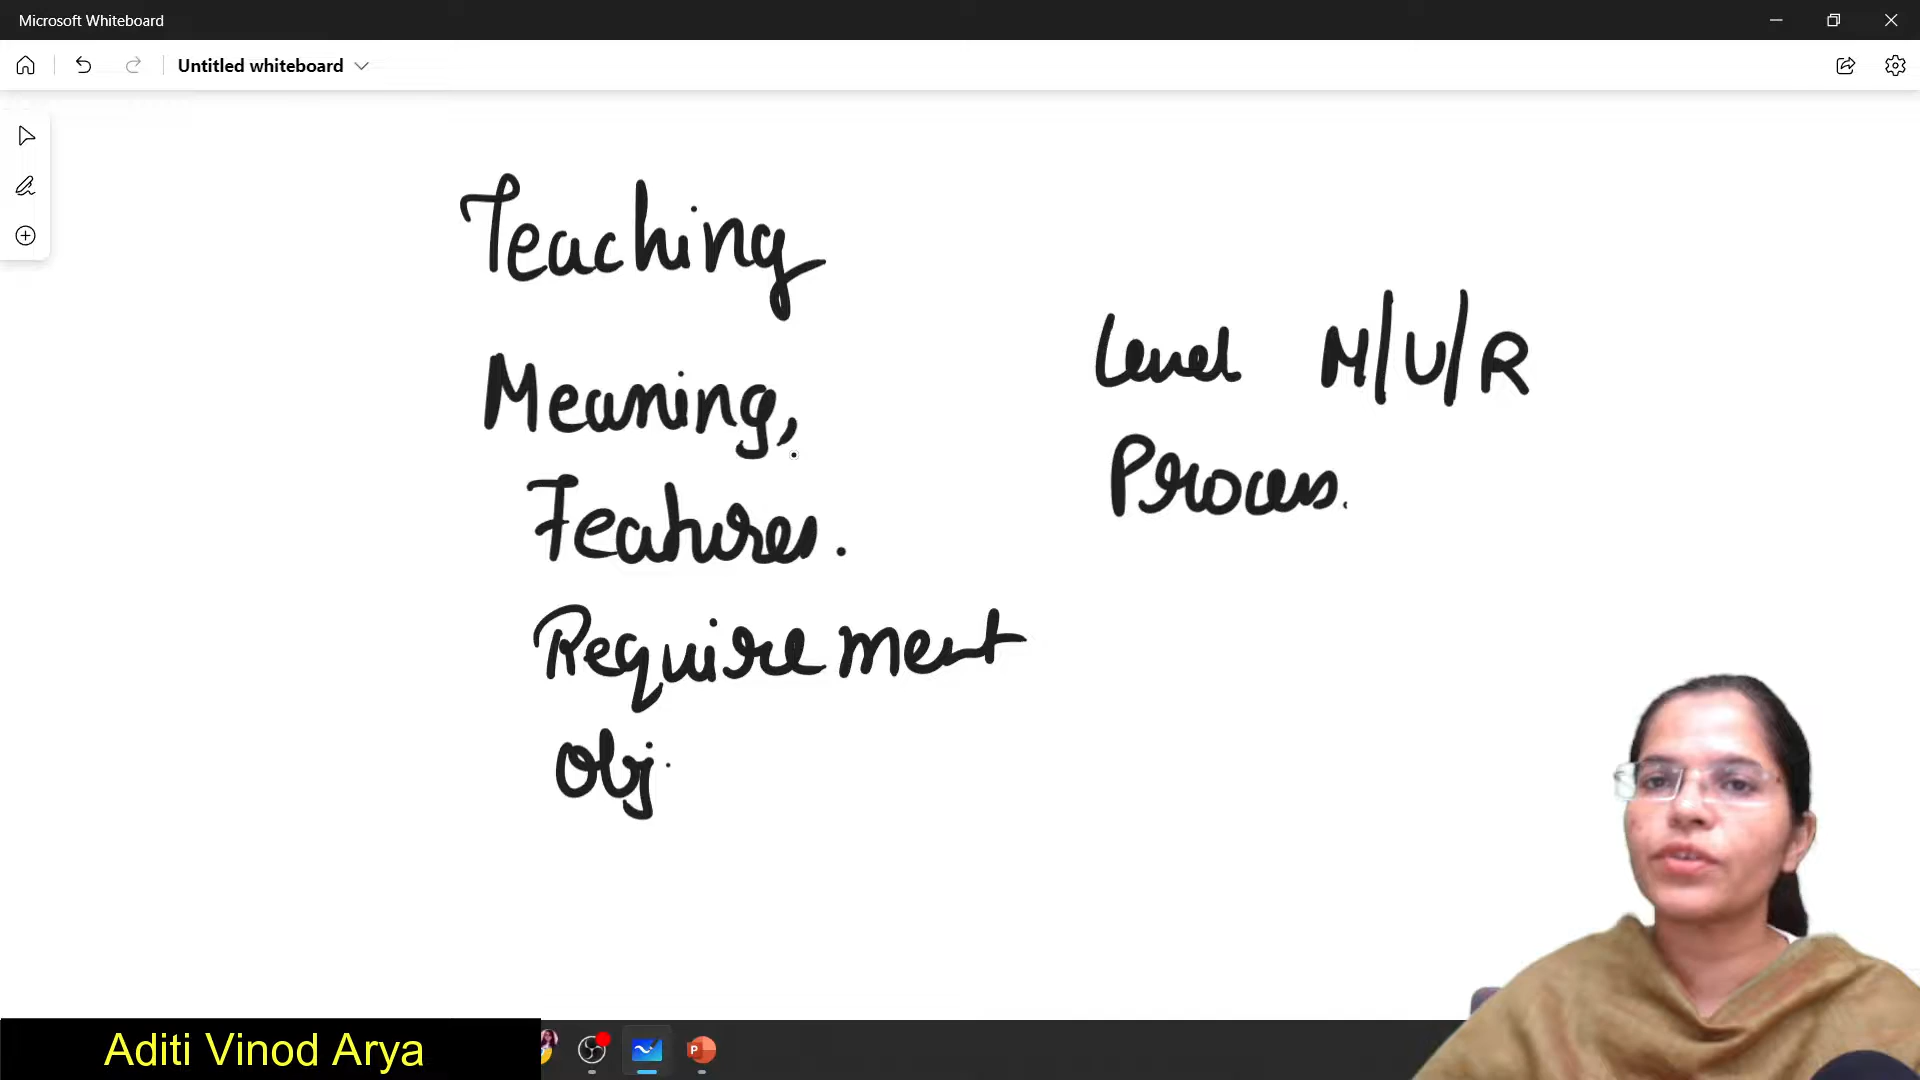 Microsoft Whiteboard
Untitled whiteboard
Teaching
Meaning,
Features.
Requirement
Obj.
Level M/U/R
Process.
Aditi Vinod Arya